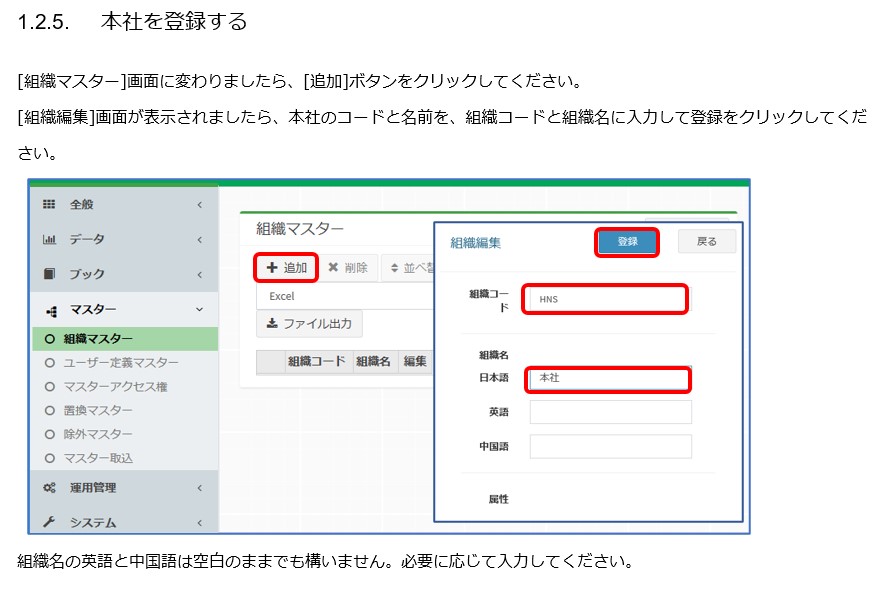 1.2.5. 本社を登録する
[組織マスター]画面に変わりましたら、[追加]ボタンをクリックしてください。
[組織編集]画面が表示されましたら、本社のコードと名前を、組織コードと組織名に入力して登録をクリックしてくだ
さい。
全般
データ
ブック
マスター
組織マスター
ユーザー定義マスター
マスターアクセス権
置換マスター
除外マスター
マスター取込
運用管理
システム
組織マスター
追加 削除 並べ
Excel
ファイル出力
組織コード 組織名 編集
組織編集 登録 戻る
組織コー
ド
HNS
組織名
日本語 本社
英語
中国語
属性
組織名の英語と中国語は空白のままでも構いません。必要に応じて入力してください。